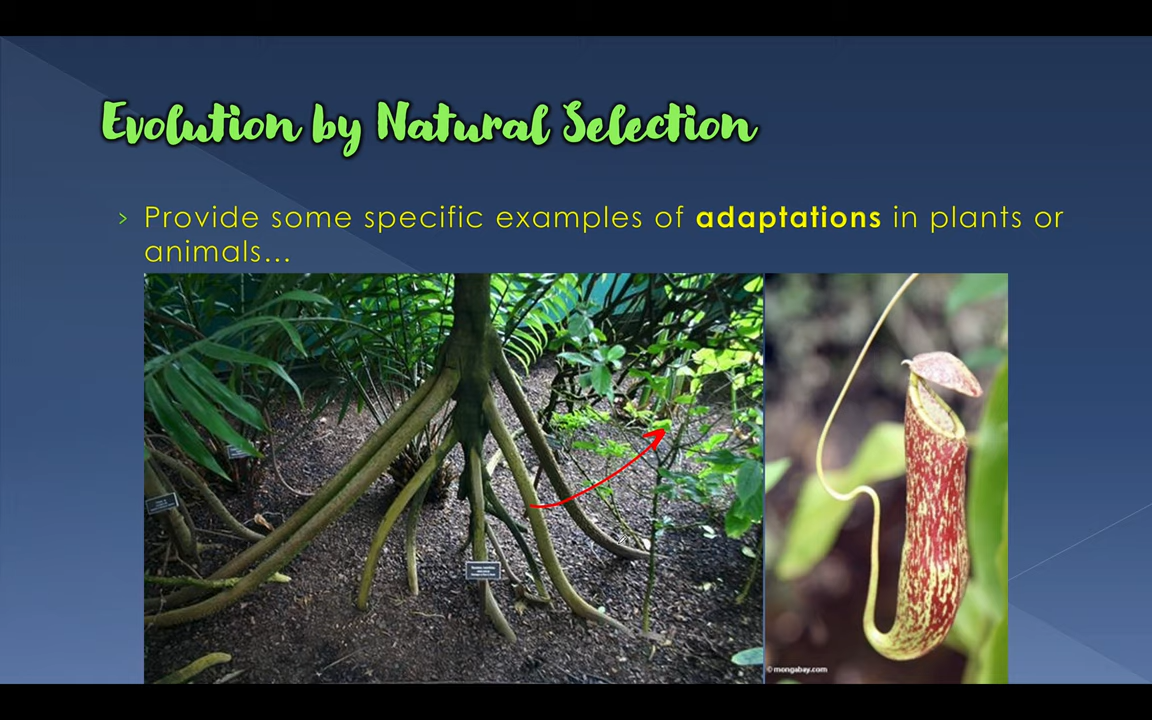 Evolution by Natural Selection
› Provide some specific examples of adaptations in plants or
animals...
© mongabay.com